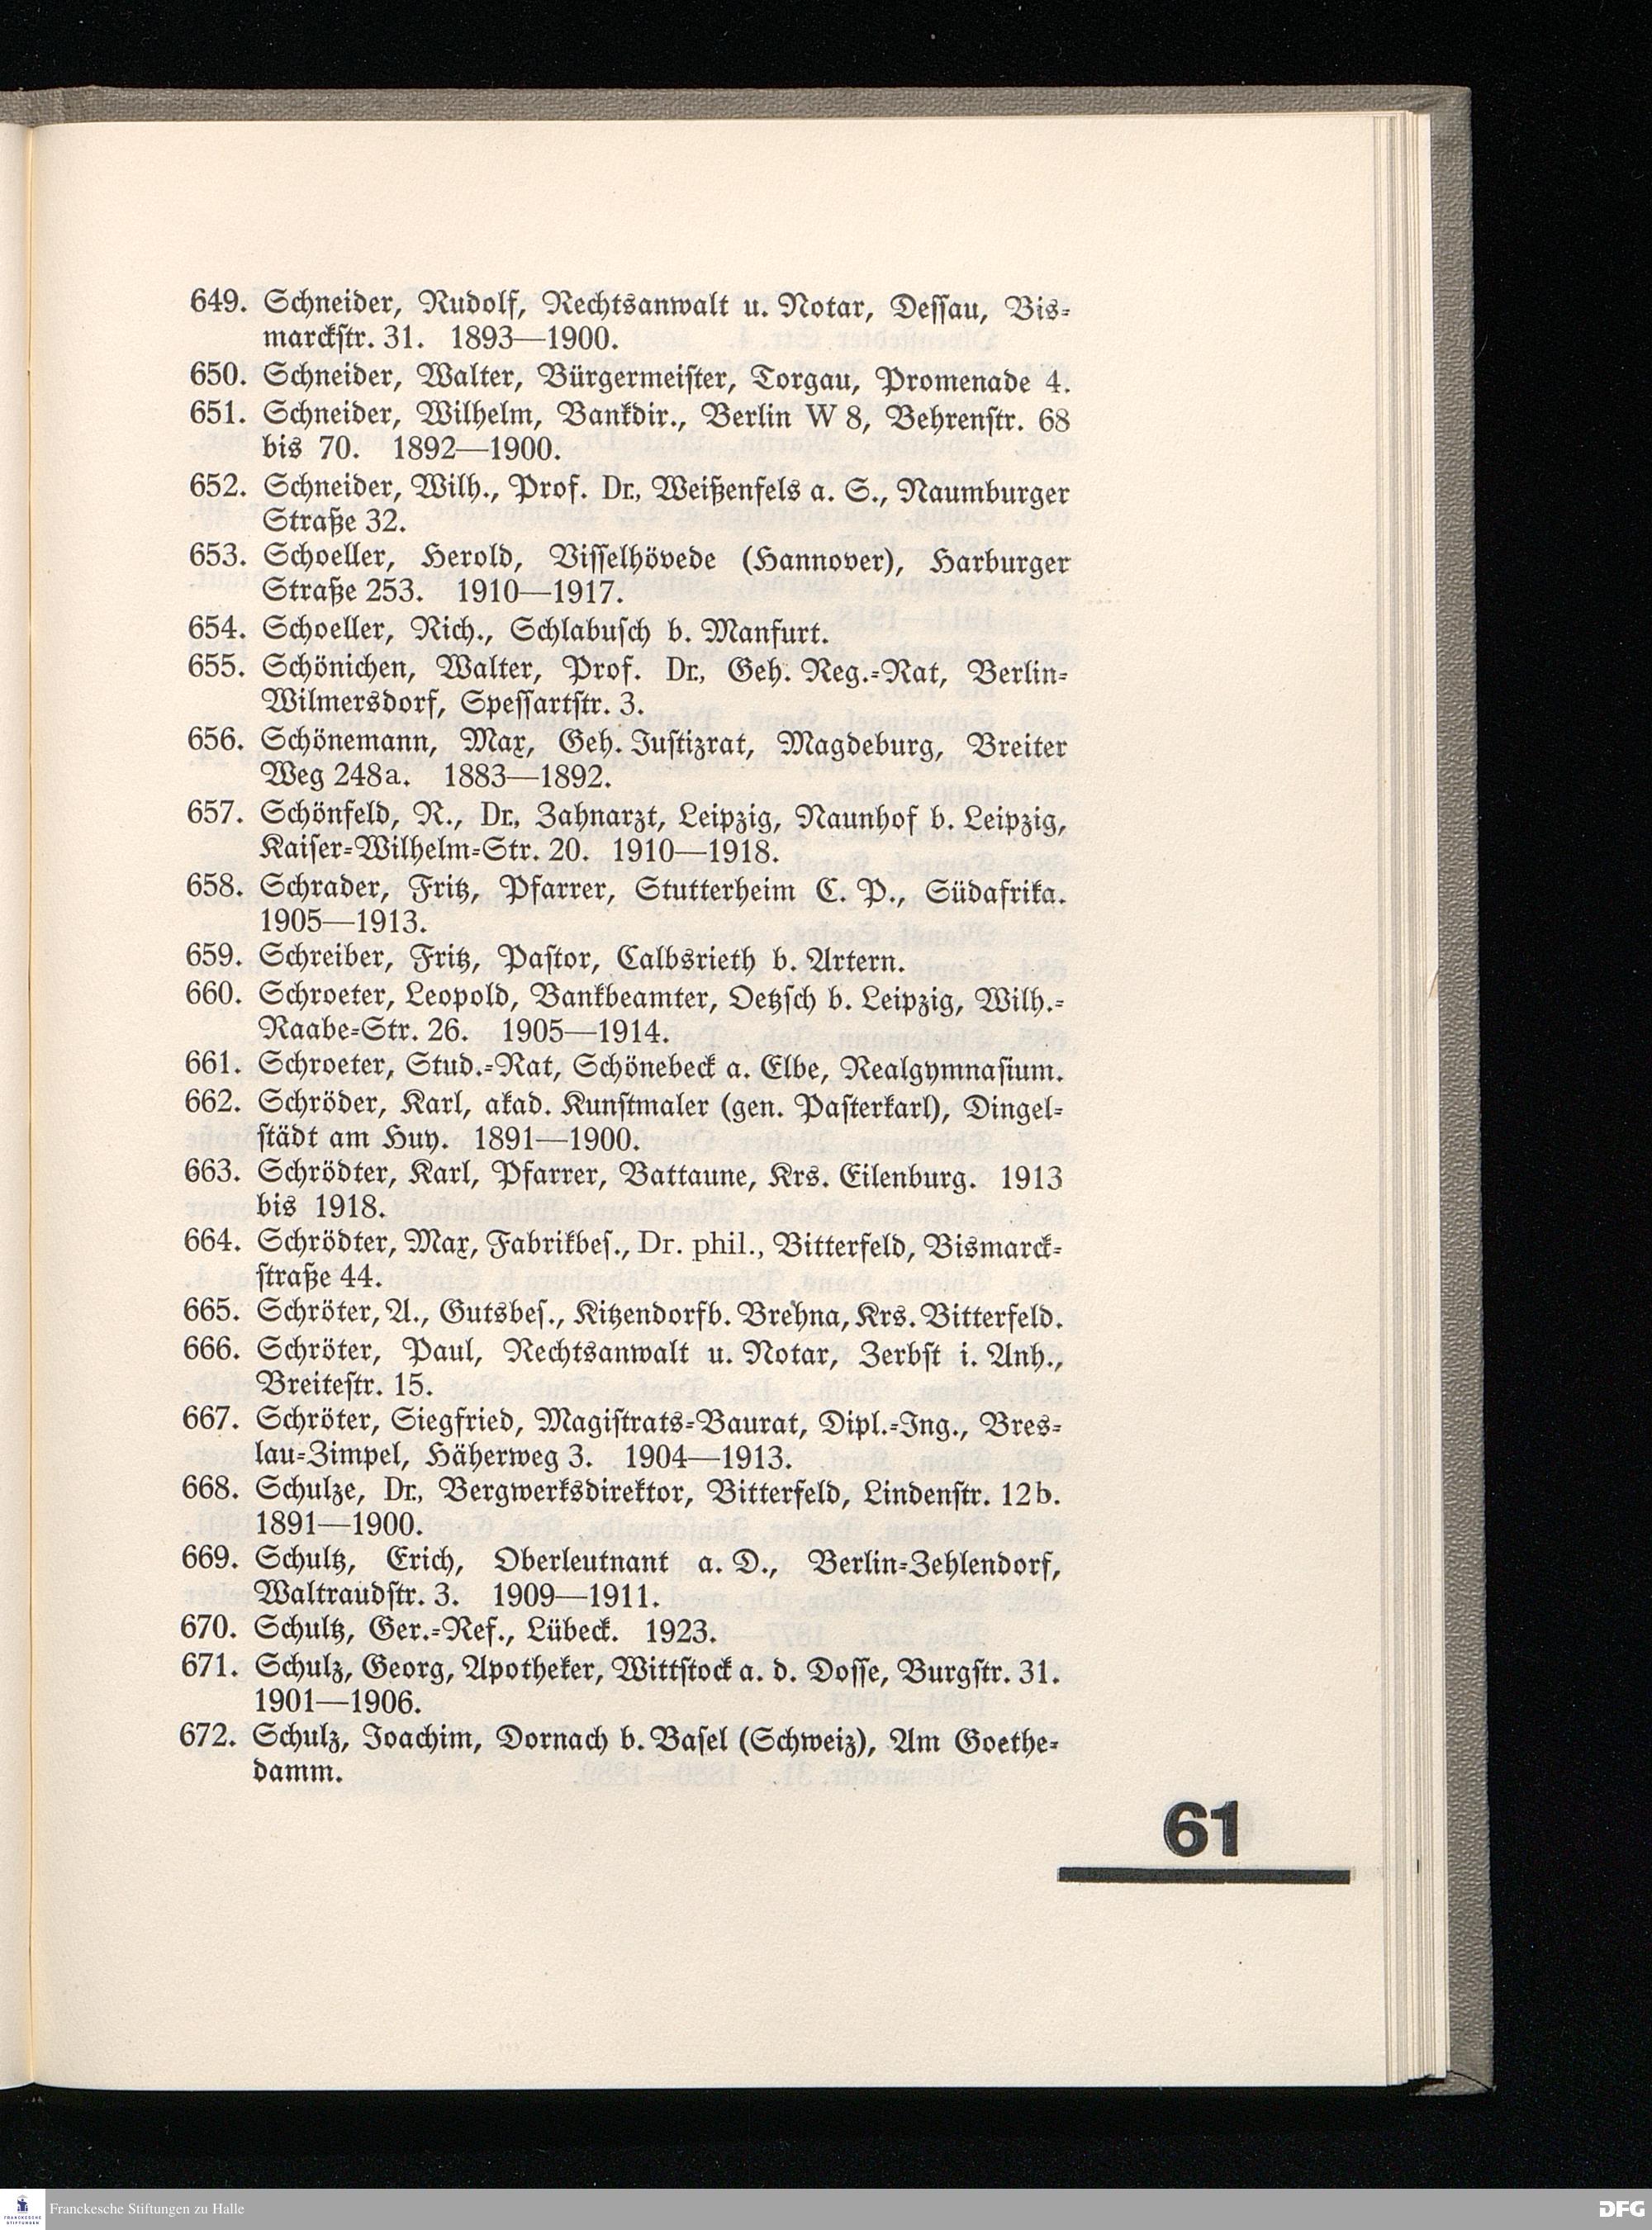 649. Schneider, Rudolf, Rechtsanwalt u. Notar, Dessau, Bis-
marckstr. 31. 1893—1900.
650. Schneider, Walter, Bürgermeister, Torgau, Promenade 4.
651. Schneider, Wilhelm, Bankdir., Berlin W 8, Behrenstr. 68
bis 70. 1892—1900.
652. Schneider, Wilh., Prof. Dr., Weißenfels a. S., Naumburger
Straße 32.
653. Schoeller, Herold, Visselhövede (Hannover), Harburger
Straße 253. 1910—1917.
654. Schoeller, Rich., Schlabusch b. Manfurt.
655. Schönichen, Walter, Prof. Dr., Geh. Reg.-Rat, Berlin-
Wilmersdorf, Spessartstr. 3.
656. Schönemann, Max, Geh. Justizrat, Magdeburg, Breiter
Weg 248a. 1883—1892.
657. Schönfeld, R., Dr., Zahnarzt, Leipzig, Naunhof b. Leipzig,
Kaiser-Wilhelm-Str. 20. 1910—1918.
658. Schrader, Fritz, Pfarrer, Stutterheim C. P., Südafrika.
1905—1913.
659. Schreiber, Fritz, Pastor, Calbsrieth b. Artern.
660. Schroeter, Leopold, Bankbeamter, Oetzsch b. Leipzig, Wilh.-
Raabe-Str. 26. 1905—1914.
661. Schroeter, Stud.-Rat, Schönebeck a. Elbe, Realgymnasium.
662. Schröder, Karl, akad. Kunstmaler (gen. Pasterkarl), Dingel-
städt am Huy. 1891—1900.
663. Schrödter, Karl, Pfarrer, Battaune, Krs. Eilenburg. 1913
bis 1918.
664. Schrödter, Max, Fabrikbes., Dr. phil., Bitterfeld, Bismarck-
straße 44.
665. Schröter, A., Gutsbes., Kitzendorf b. Brehna, Krs. Bitterfeld.
666. Schröter, Paul, Rechtsanwalt u. Notar, Zerbst i. Anh.,
Breitestr. 15.
667. Schröter, Siegfried, Magistrats-Baurat, Dipl.-Ing., Bres-
lau-Zimpel, Häherweg 3. 1904—1913.
668. Schulze, Dr., Bergwerksdirektor, Bitterfeld, Lindenstr. 12b.
1891—1900.
669. Schultz, Erich, Oberleutnant a. D., Berlin-Zehlendorf,
Waltraudstr. 3. 1909—1911.
670. Schultz, Ger.-Ref., Lübeck. 1923.
671. Schulz, Georg, Apotheker, Wittstock a. d. Dosse, Burgstr. 31.
1901—1906.
672. Schulz, Joachim, Dornach b. Basel (Schweiz), Am Goethe-
damm.
61
Franckesche Stiftungen zu Halle
DFG